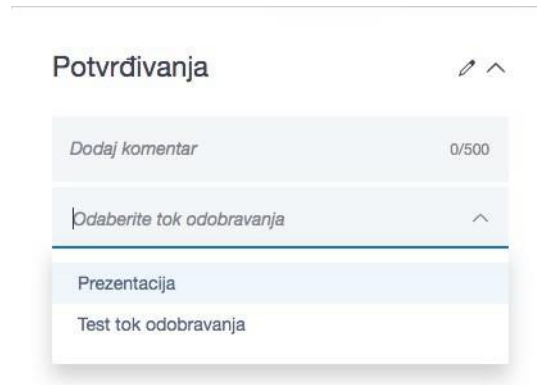 Potvrđivanja
Dodaj komentar 0/500
Odaberite tok odobravanja
Prezentacija
Test tok odobravanja